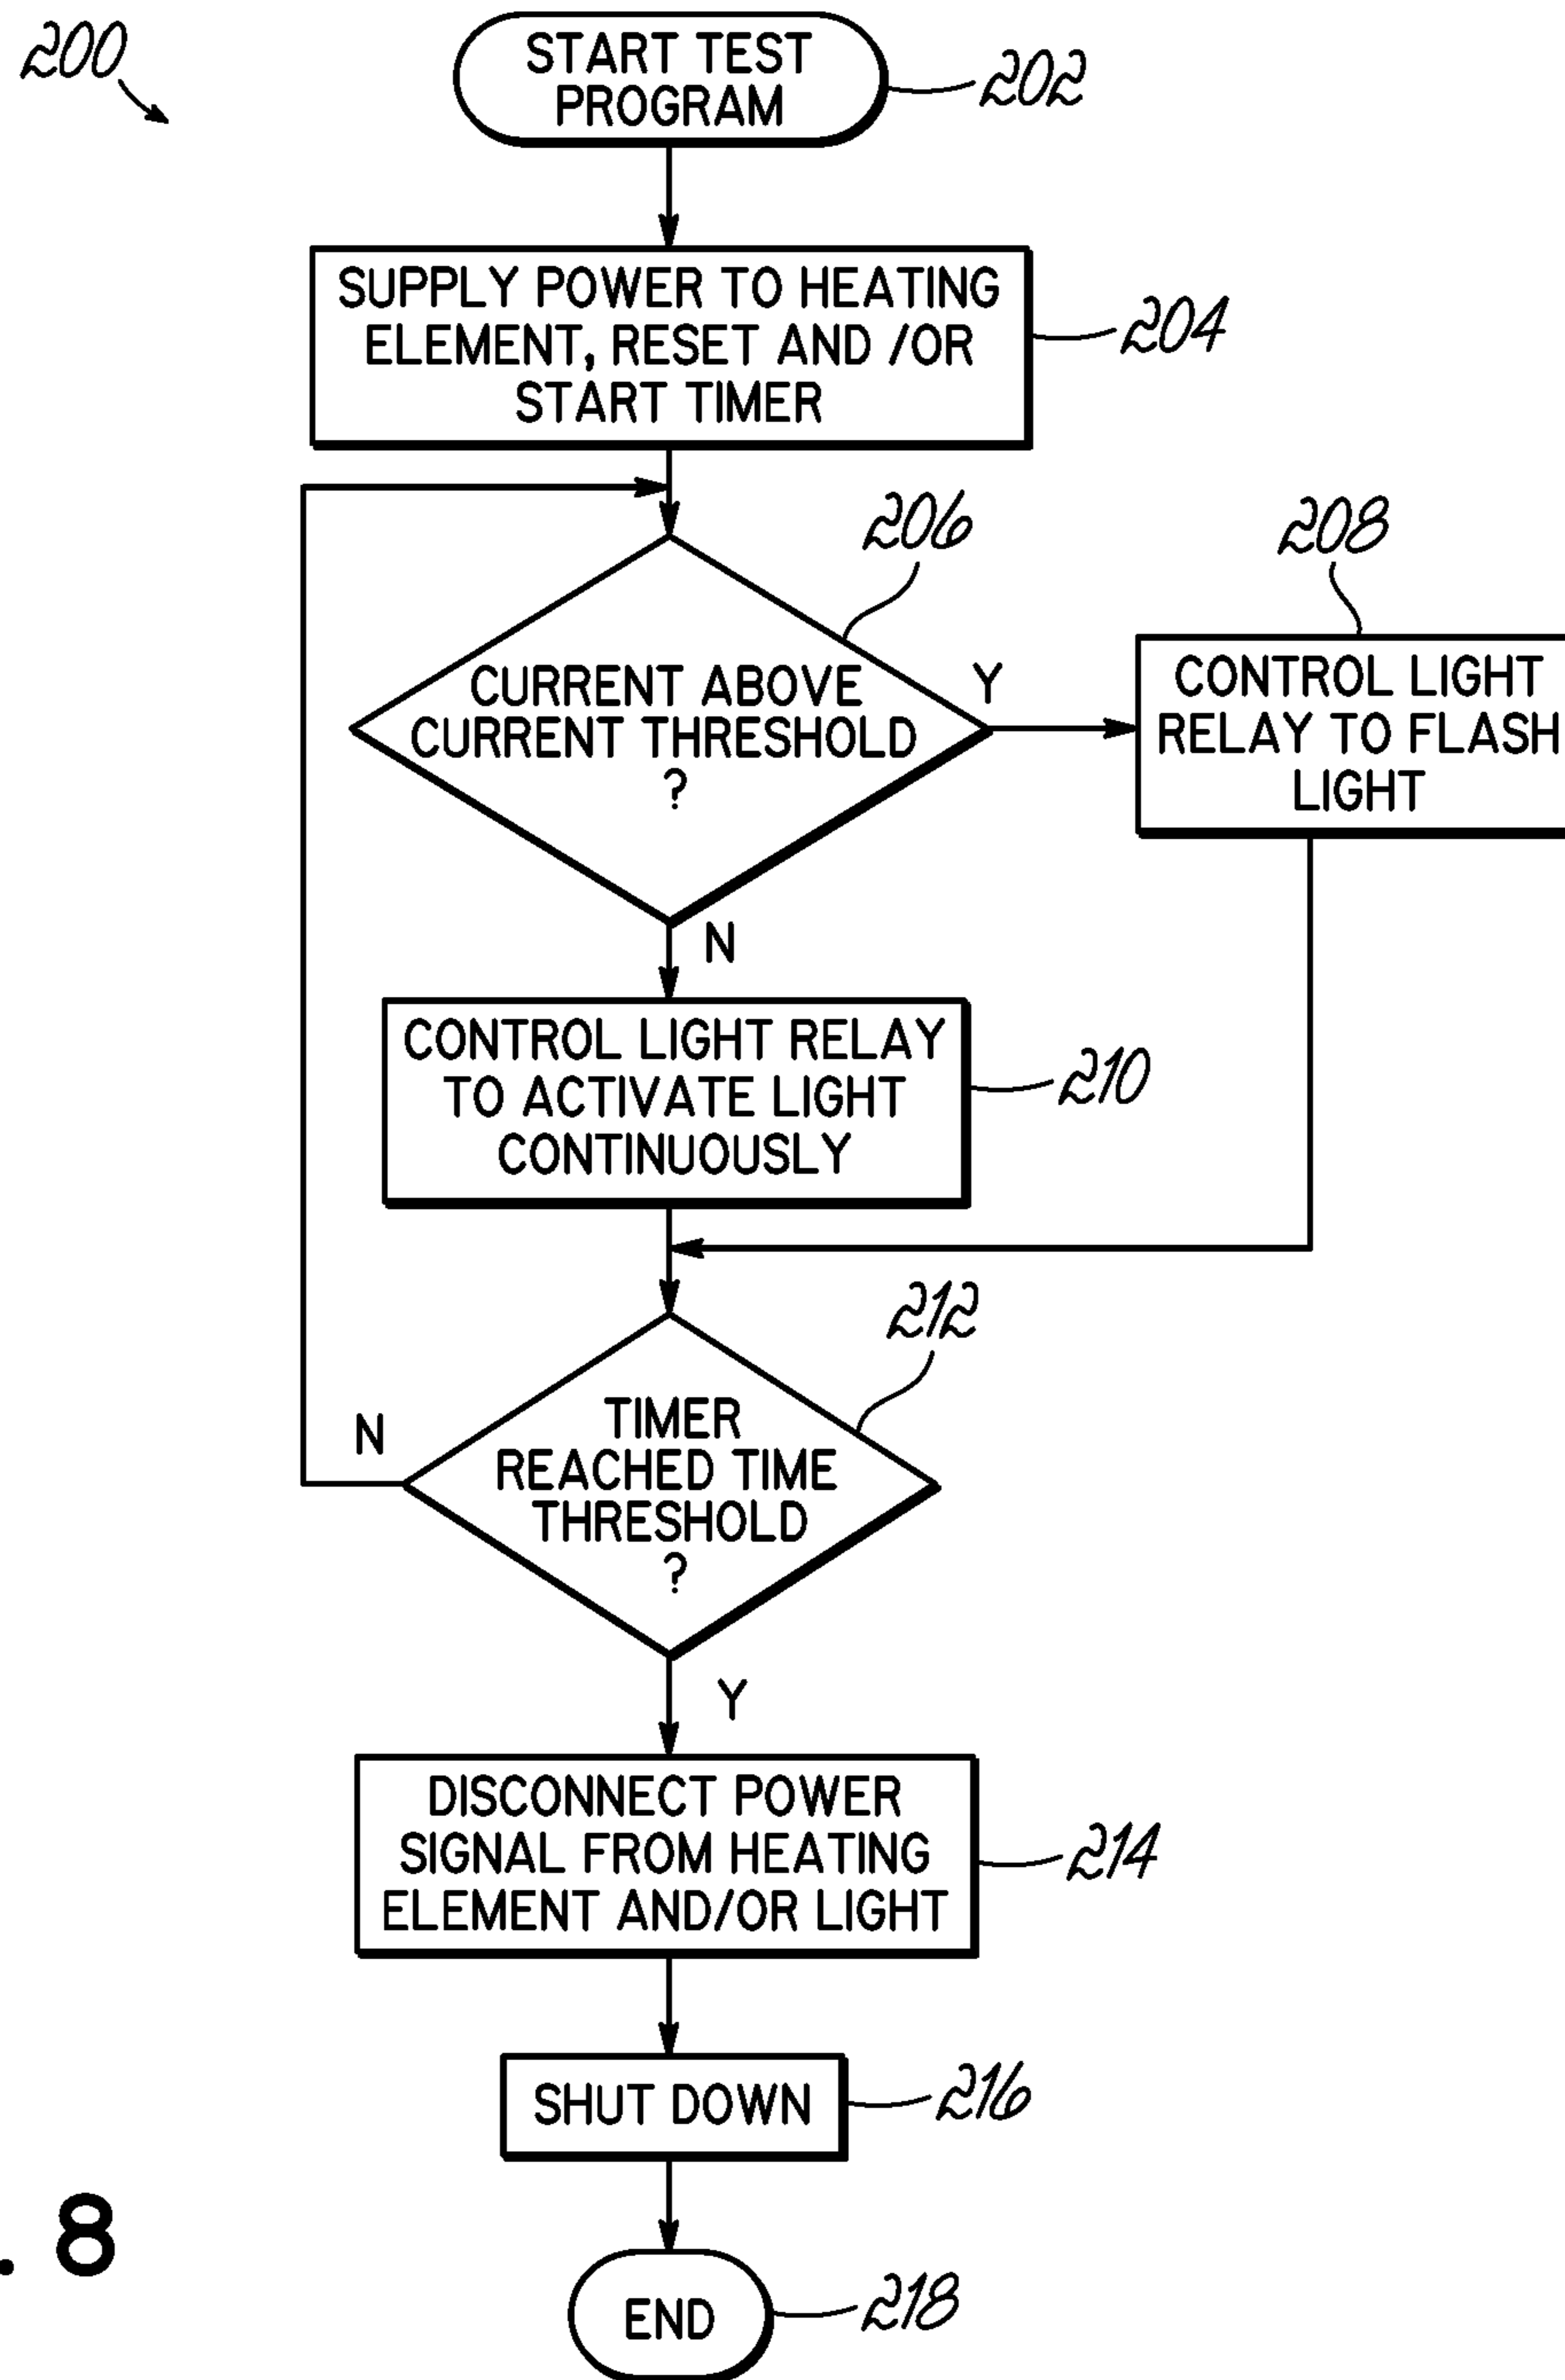 200
START TEST
PROGRAM
202
SUPPLY POWER TO HEATING
ELEMENT, RESET AND /OR
START TIMER
204
206
CURRENT ABOVE
CURRENT THRESHOLD
?
Y
208
CONTROL LIGHT
RELAY TO FLASH
LIGHT
N
CONTROL LIGHT RELAY
TO ACTIVATE LIGHT
CONTINUOUSLY
210
212
TIMER
REACHED TIME
THRESHOLD
?
N
Y
DISCONNECT POWER
SIGNAL FROM HEATING
ELEMENT AND/OR LIGHT
214
SHUT DOWN
216
. 8
END
218